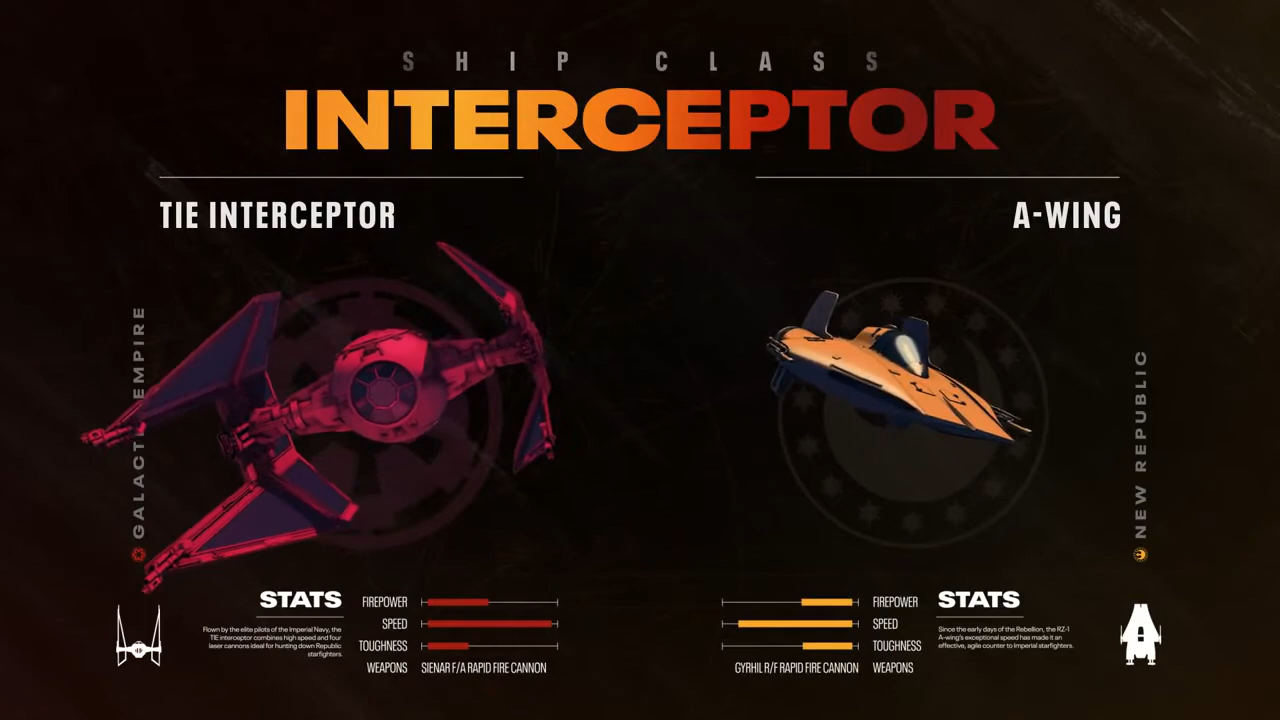 SHIP CLASS
INTERCEPTOR
TIE INTERCEPTOR
GALACTIC EMPIRE
STATS
Flown by the elite pilots of the Imperial Navy, the
TIE interceptor combines high speed and four
laser cannons ideal for hunting down Republic
starfighters.
FIREPOWER
SPEED
TOUGHNESS
WEAPONS SIENAR F/A RAPID FIRE CANNON
A-WING
NEW REPUBLIC
FIREPOWER
SPEED
TOUGHNESS
GYRHIL R/F RAPID FIRE CANNON WEAPONS
STATS
Since the early days of the Rebellion, the RZ-1
A-wing's exceptional speed has made it an
effective, agile counter to Imperial starfighters.